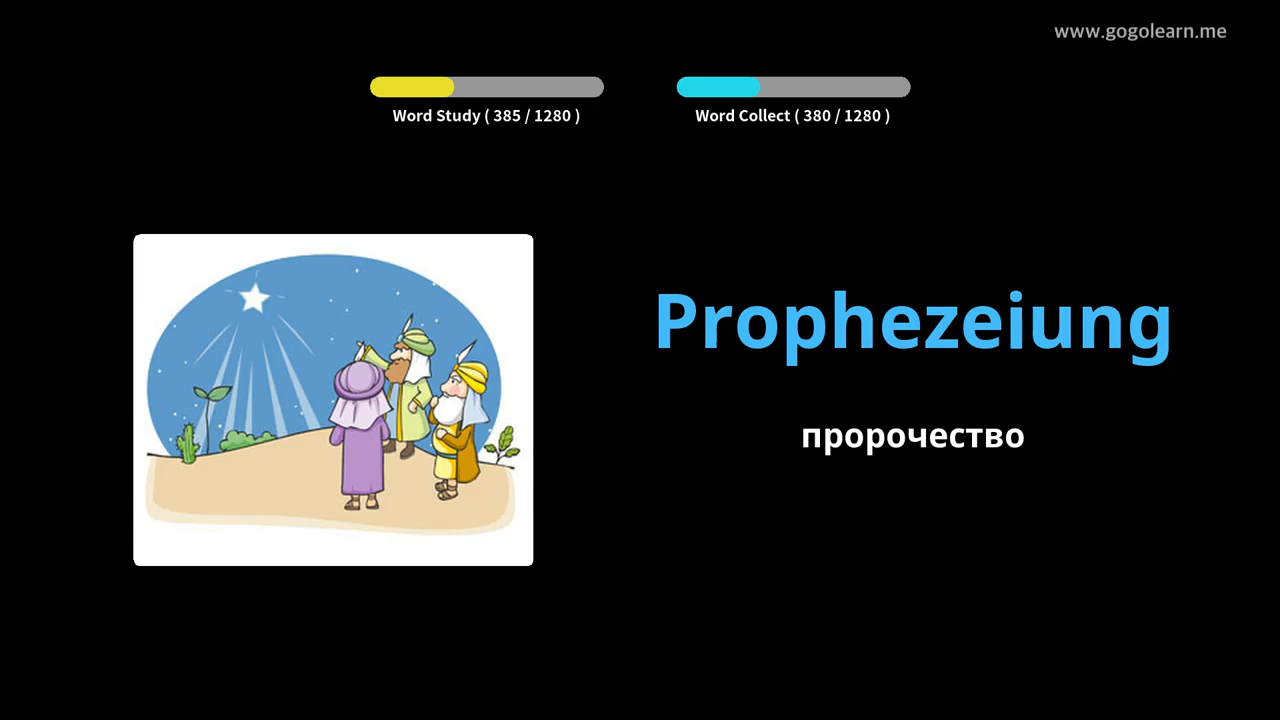 www.gogolearn.me
Word Study ( 385 / 1280 )
Word Collect ( 380 / 1280 )
Prophezeiung
пророчество